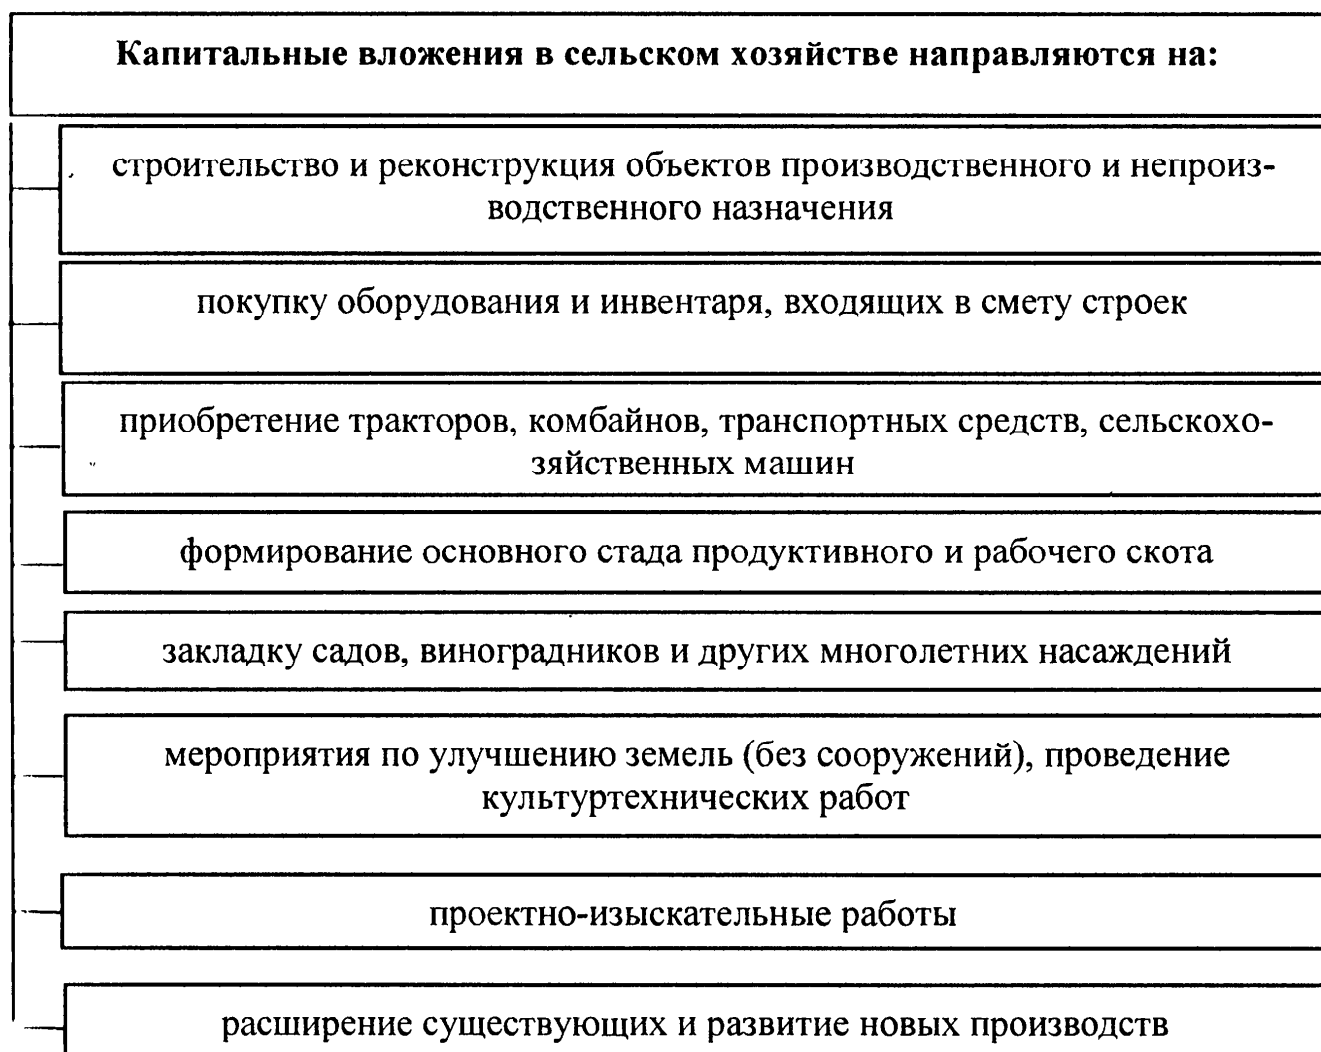 Капитальные вложения в сельском хозяйстве направляются на:
строительство и реконструкция объектов производственного и непроиз-
водственного назначения
покупку оборудования и инвентаря, входящих в смету строек
приобретение тракторов, комбайнов, транспортных средств, сельскохо-
зяйственных машин
формирование основного стада продуктивного и рабочего скота
закладку садов, виноградников и других многолетних насаждений
мероприятия по улучшению земель (без сооружений), проведение
культуртехнических работ
проектно-изыскательные работы
расширение существующих и развитие новых производств